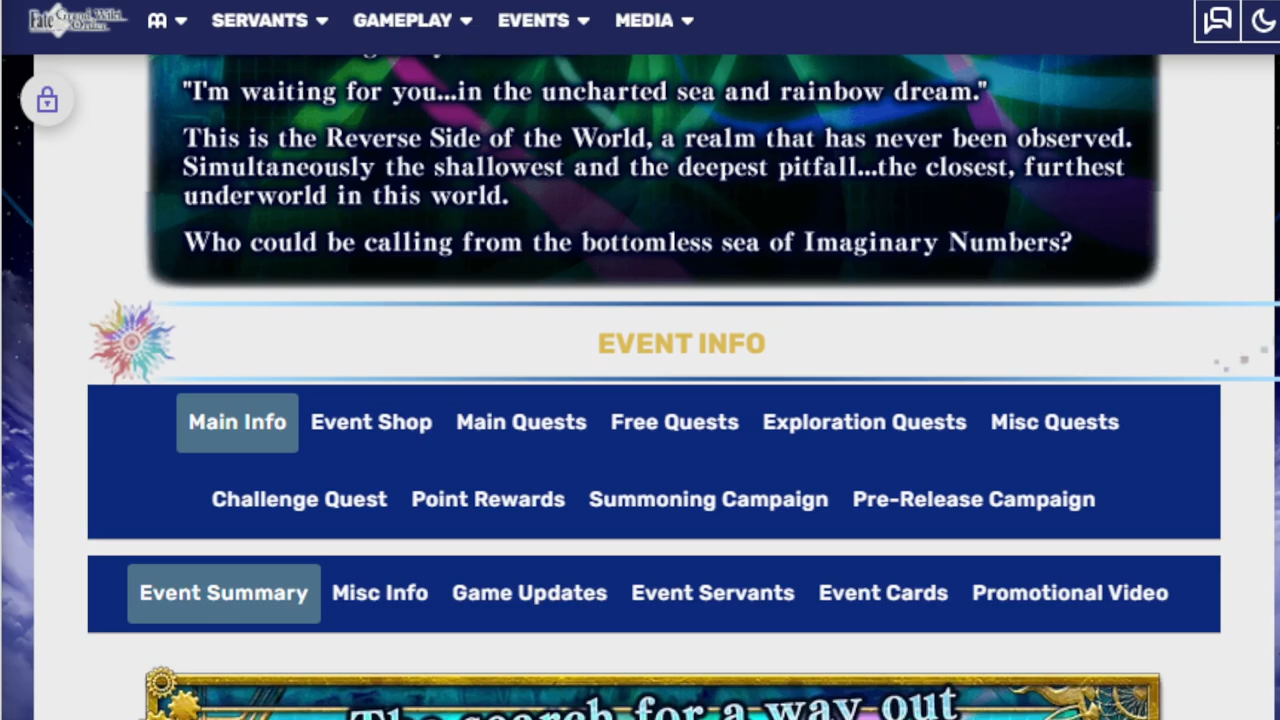 Fate Grand Order Wiki
SERVANTS GAMEPLAY EVENTS MEDIA
"I'm waiting for you...in the uncharted sea and rainbow dream."
This is the Reverse Side of the World, a realm that has never been observed.
Simultaneously the shallowest and the deepest pitfall...the closest, furthest
underworld in this world.
Who could be calling from the bottomless sea of Imaginary Numbers?
EVENT INFO
Main Info Event Shop Main Quests Free Quests Exploration Quests Misc Quests
Challenge Quest Point Rewards Summoning Campaign Pre-Release Campaign
Event Summary Misc Info Game Updates Event Servants Event Cards Promotional Video
The search for a way out